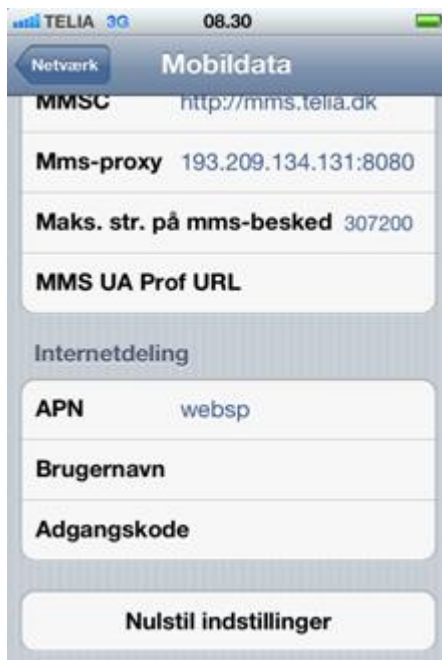 TELIA 3G 08.30
Netværk Mobildata
MMSC http://mms.telia.dk
Mms-proxy 193.209.134.131:8080
Maks. str. på mms-besked 307200
MMS UA Prof URL
Internetdeling
APN websp
Brugernavn
Adgangskode
Nulstil indstillinger